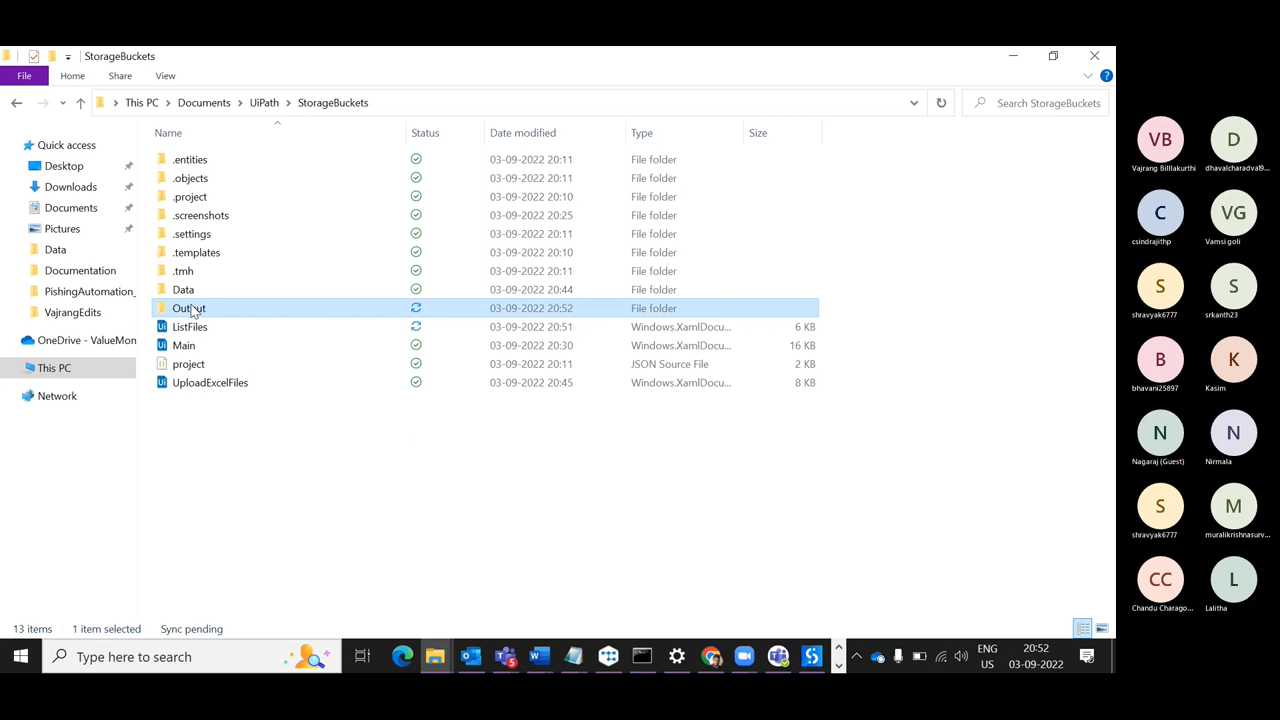 StorageBuckets
File Home Share View
This PC Documents UiPath StorageBuckets Search StorageBuckets
Name Status Date modified Type Size
Quick access
Desktop
Downloads
Documents
Pictures
Data
Documentation
PishingAutomation_
VajrangEdits
OneDrive - ValueMon
This PC
Network
.entities 03-09-2022 20:11 File folder
.objects 03-09-2022 20:11 File folder
.project 03-09-2022 20:10 File folder
.screenshots 03-09-2022 20:25 File folder
.settings 03-09-2022 20:11 File folder
.templates 03-09-2022 20:10 File folder
.tmh 03-09-2022 20:11 File folder
Data 03-09-2022 20:44 File folder
Output 03-09-2022 20:52 File folder
ListFiles 03-09-2022 20:51 Windows.XamlDocu... 6 KB
Main 03-09-2022 20:30 Windows.XamlDocu... 16 KB
project 03-09-2022 20:11 JSON Source File 2 KB
UploadExcelFiles 03-09-2022 20:45 Windows.XamlDocu... 8 KB
13 items 1 item selected Sync pending
Type here to search
ENG 20:52
US 03-09-2022
VB D
Vajrang Billlakurthi dhavalcharadva19...
C VG
csindrajithp Vamsi goli
S S
shravyak6777 srkanth23
B K
bhavani25897 Kasim
N N
Nagaraj (Guest) Nirmala
S M
shravyak6777 muralikrishnasurv...
CC L
Chandu Charago... Lalitha